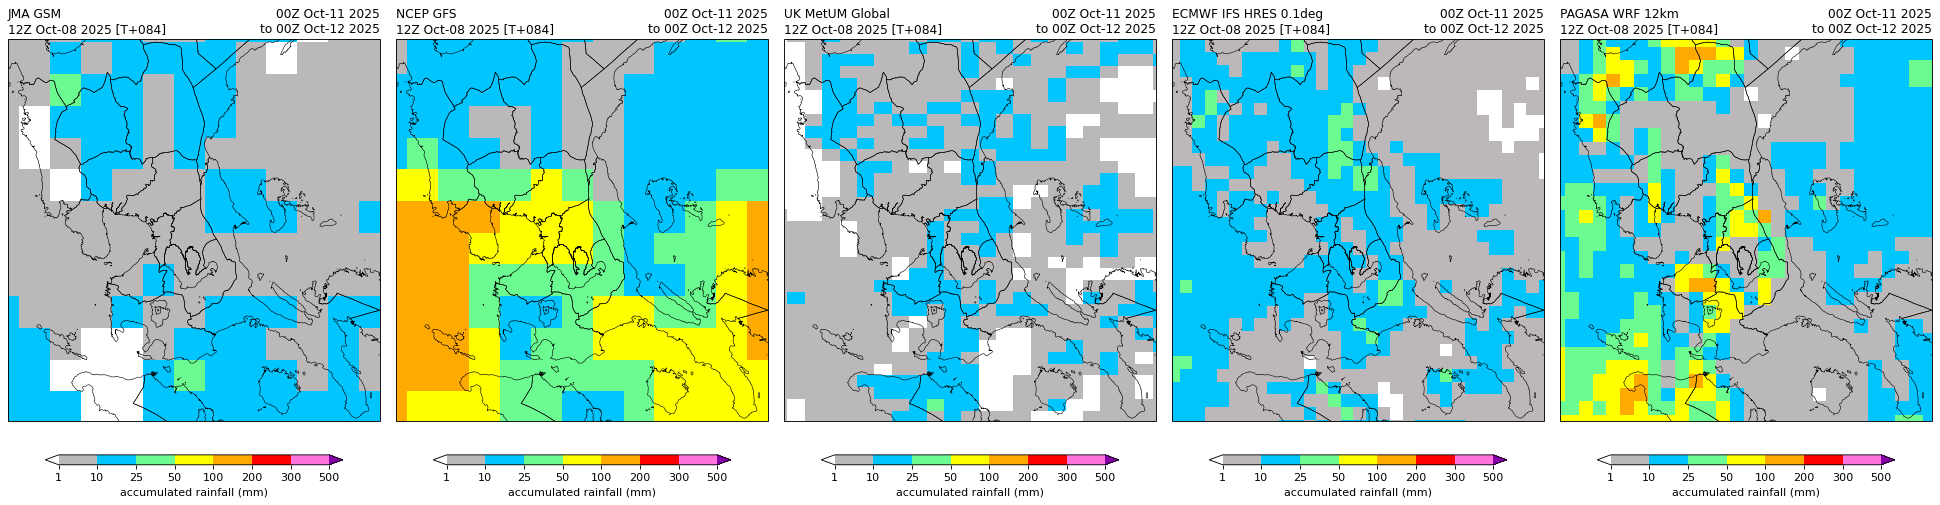 JMA GSM 00Z Oct-11 2025
12Z Oct-08 2025 [T+084] to 00Z Oct-12 2025
NCEP GFS 00Z Oct-11 2025
12Z Oct-08 2025 [T+084] to 00Z Oct-12 2025
UK MetUM Global 00Z Oct-11 2025
12Z Oct-08 2025 [T+084] to 00Z Oct-12 2025
ECMWF IFS HRES 0.1deg 00Z Oct-11 2025
12Z Oct-08 2025 [T+084] to 00Z Oct-12 2025
PAGASA WRF 12km 00Z Oct-11 2025
12Z Oct-08 2025 [T+084] to 00Z Oct-12 2025
1 10 25 50 100 200 300 500
accumulated rainfall (mm)
1 10 25 50 100 200 300 500
accumulated rainfall (mm)
1 10 25 50 100 200 300 500
accumulated rainfall (mm)
1 10 25 50 100 200 300 500
accumulated rainfall (mm)
1 10 25 50 100 200 300 500
accumulated rainfall (mm)